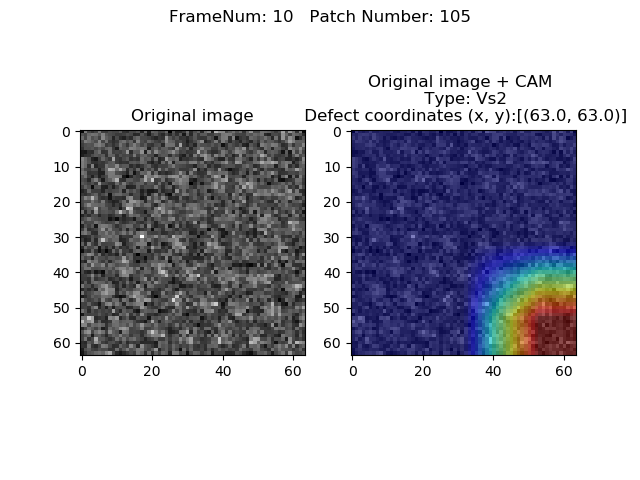 FrameNum: 10   Patch Number: 105
Original image
0
10
20
30
40
50
60
0 20 40 60
Original image + CAM
Type: Vs2
Defect coordinates (x, y):[(63.0, 63.0)]
0
10
20
30
40
50
60
0 20 40 60